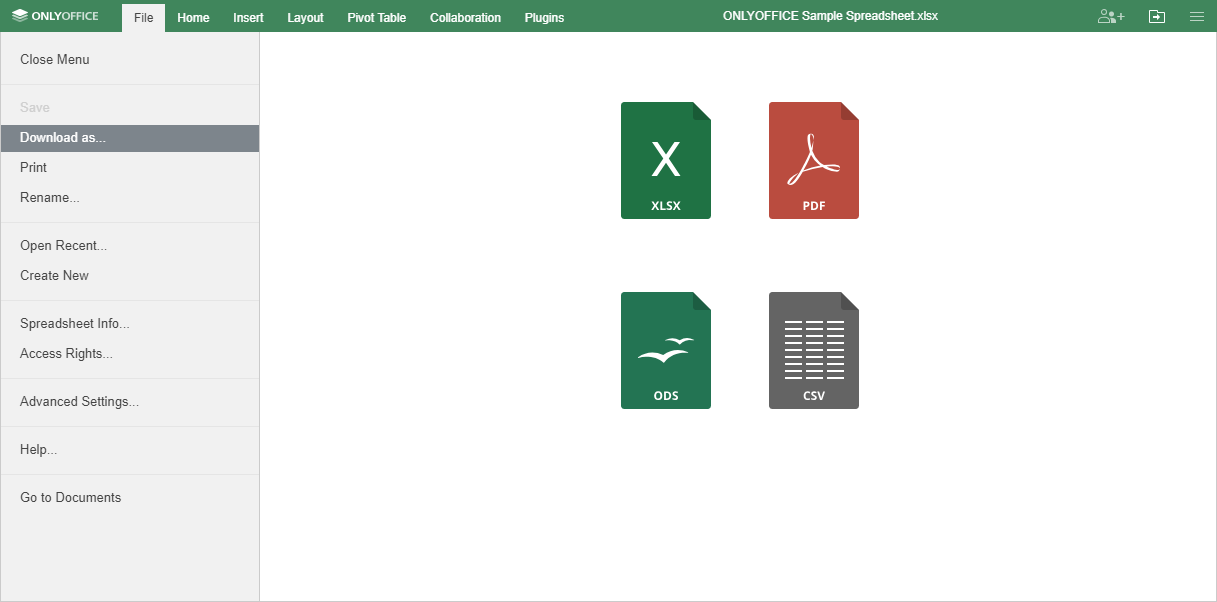 ONLYOFFICE File Home Insert Layout Pivot Table Collaboration Plugins ONLYOFFICE Sample Spreadsheet.xlsx
Close Menu
Save
Download as...
Print
Rename...
Open Recent...
Create New
Spreadsheet Info...
Access Rights...
Advanced Settings...
Help...
Go to Documents
X
XLSX
PDF
ODS
CSV